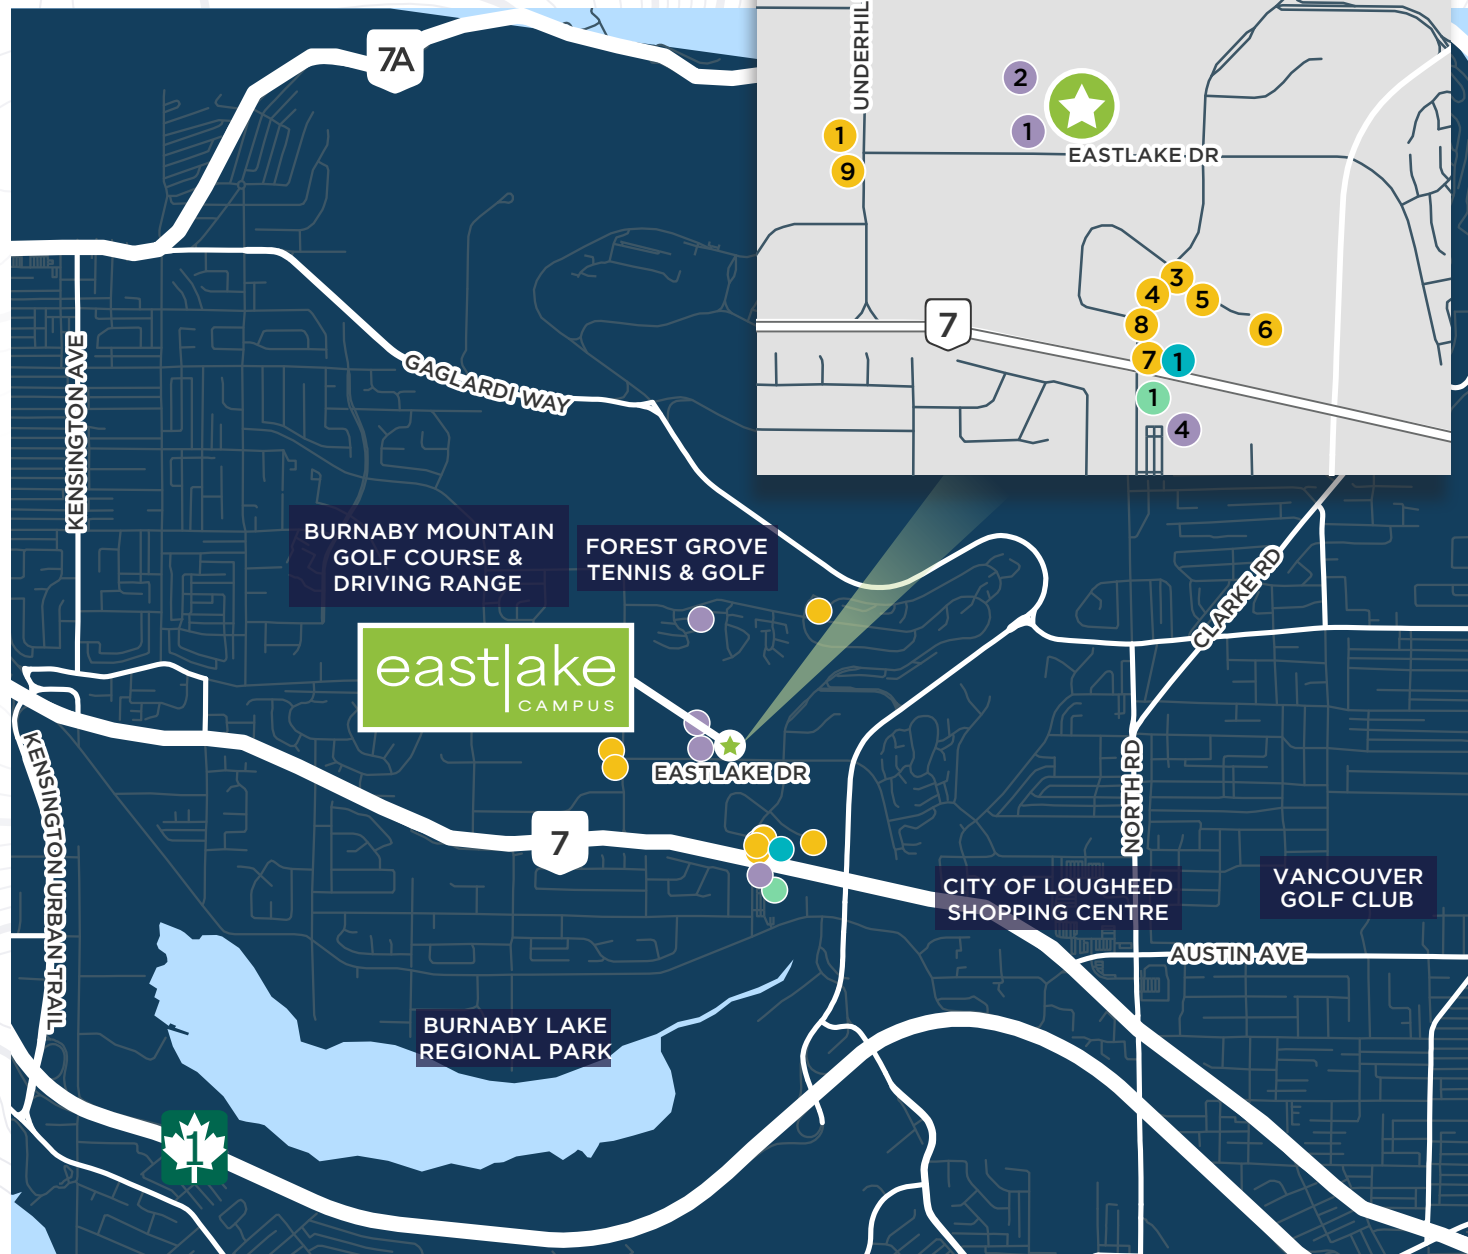 7A
UNDERHIL
2
1
1
9
EASTLAKE DR
3
4
5
8
6
7
7
1
1
4
KENSINGTON AVE
GAGLARDI WAY
BURNABY MOUNTAIN
GOLF COURSE &
DRIVING RANGE
FOREST GROVE
TENNIS & GOLF
CLARKE RD
eastlake
CAMPUS
EASTLAKE DR
KENSINGTON URBAN TRAIL
7
NORTH RD
CITY OF LOUGHEED
SHOPPING CENTRE
VANCOUVER
GOLF CLUB
AUSTIN AVE
BURNABY LAKE
REGIONAL PARK
1